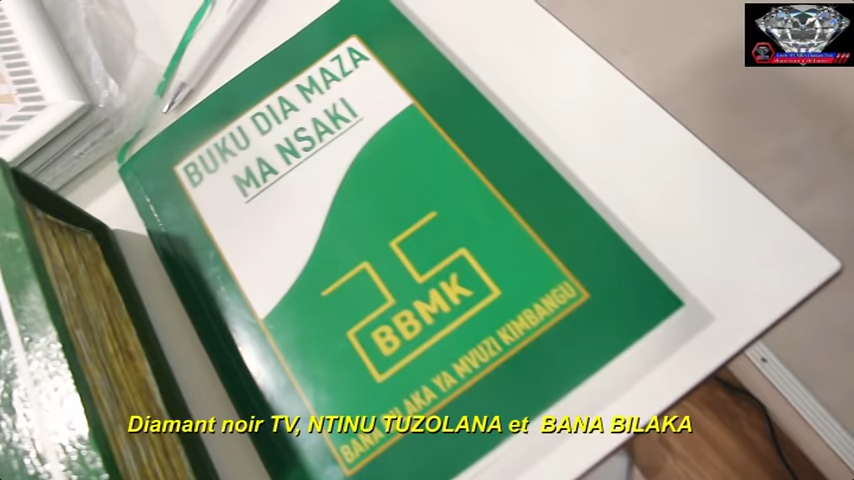 BUKU DIA MAZA
MA NSAKI
25
BBMK
BANA BILAKA YA MVUZI KIMBANGU
Diamant noir TV, NTINU TUZOLANA et BANA BILAKA